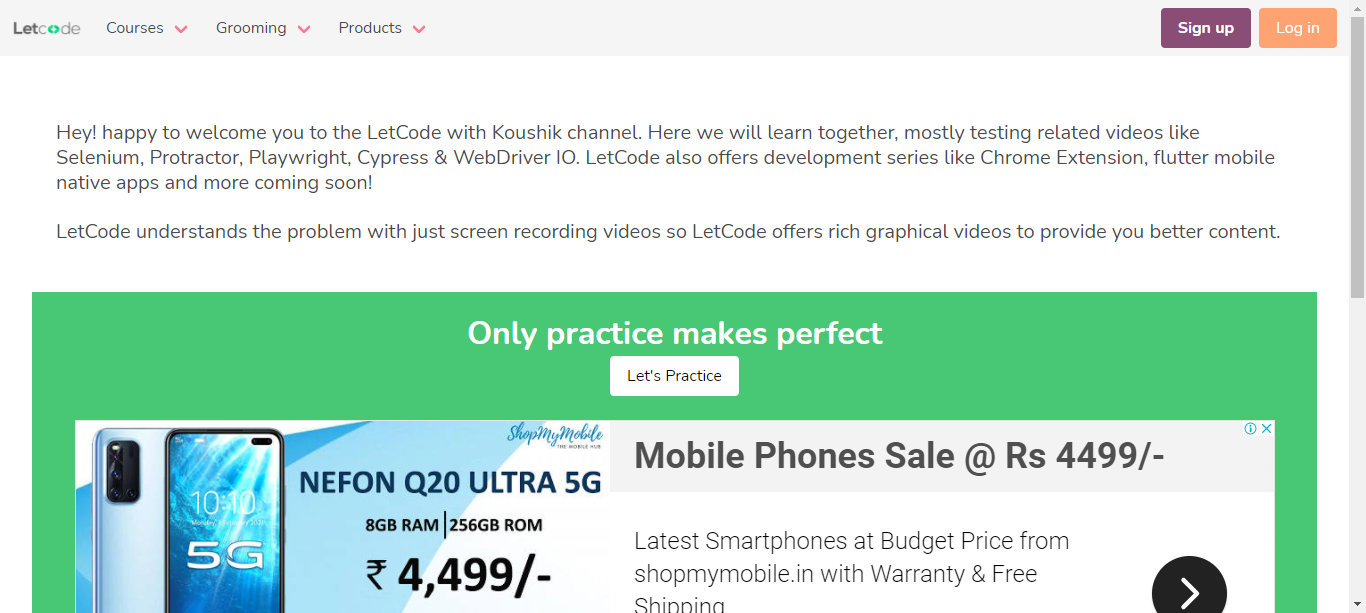 Letcode
Courses
Grooming
Products
Sign up
Log in
Hey! happy to welcome you to the LetCode with Koushik channel. Here we will learn together, mostly testing related videos like
Selenium, Protractor, Playwright, Cypress & WebDriver IO. LetCode also offers development series like Chrome Extension, flutter mobile
native apps and more coming soon!
LetCode understands the problem with just screen recording videos so LetCode offers rich graphical videos to provide you better content.
Only practice makes perfect
Let's Practice
ShopMyMobile
THE MOBILE HUB
NEFON Q20 ULTRA 5G
8GB RAM | 256GB ROM
₹ 4,499/-
10:10
5G
Mobile Phones Sale @ Rs 4499/-
Latest Smartphones at Budget Price from
shopmymobile.in with Warranty & Free
Shipping